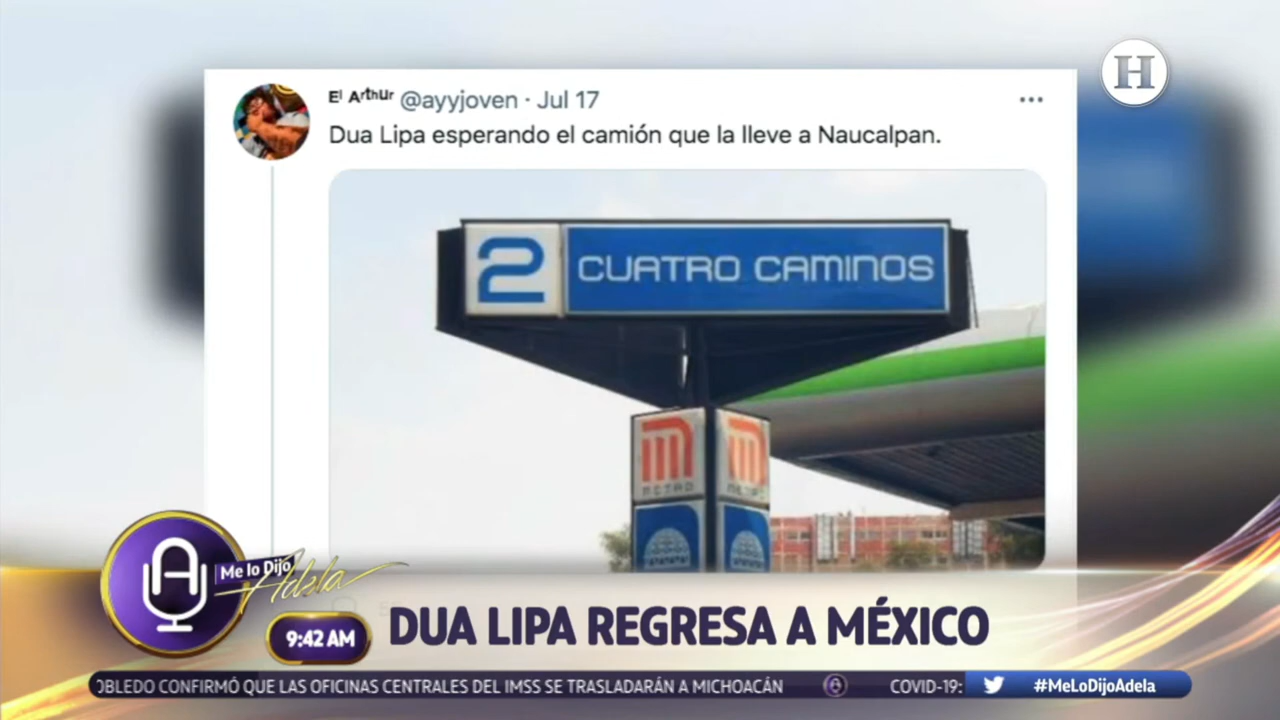 H
El Arthur @ayyjoven · Jul 17
Dua Lipa esperando el camión que la lleve a Naucalpan.
2 CUATRO CAMINOS
METRO METRO
A
Me lo Dijo
Adela
9:42 AM
DUA LIPA REGRESA A MÉXICO
OBLEDO CONFIRMÓ QUE LAS OFICINAS CENTRALES DEL IMSS SE TRASLADARÁN A MICHOACÁN COVID-19: #MeLoDijoAdela